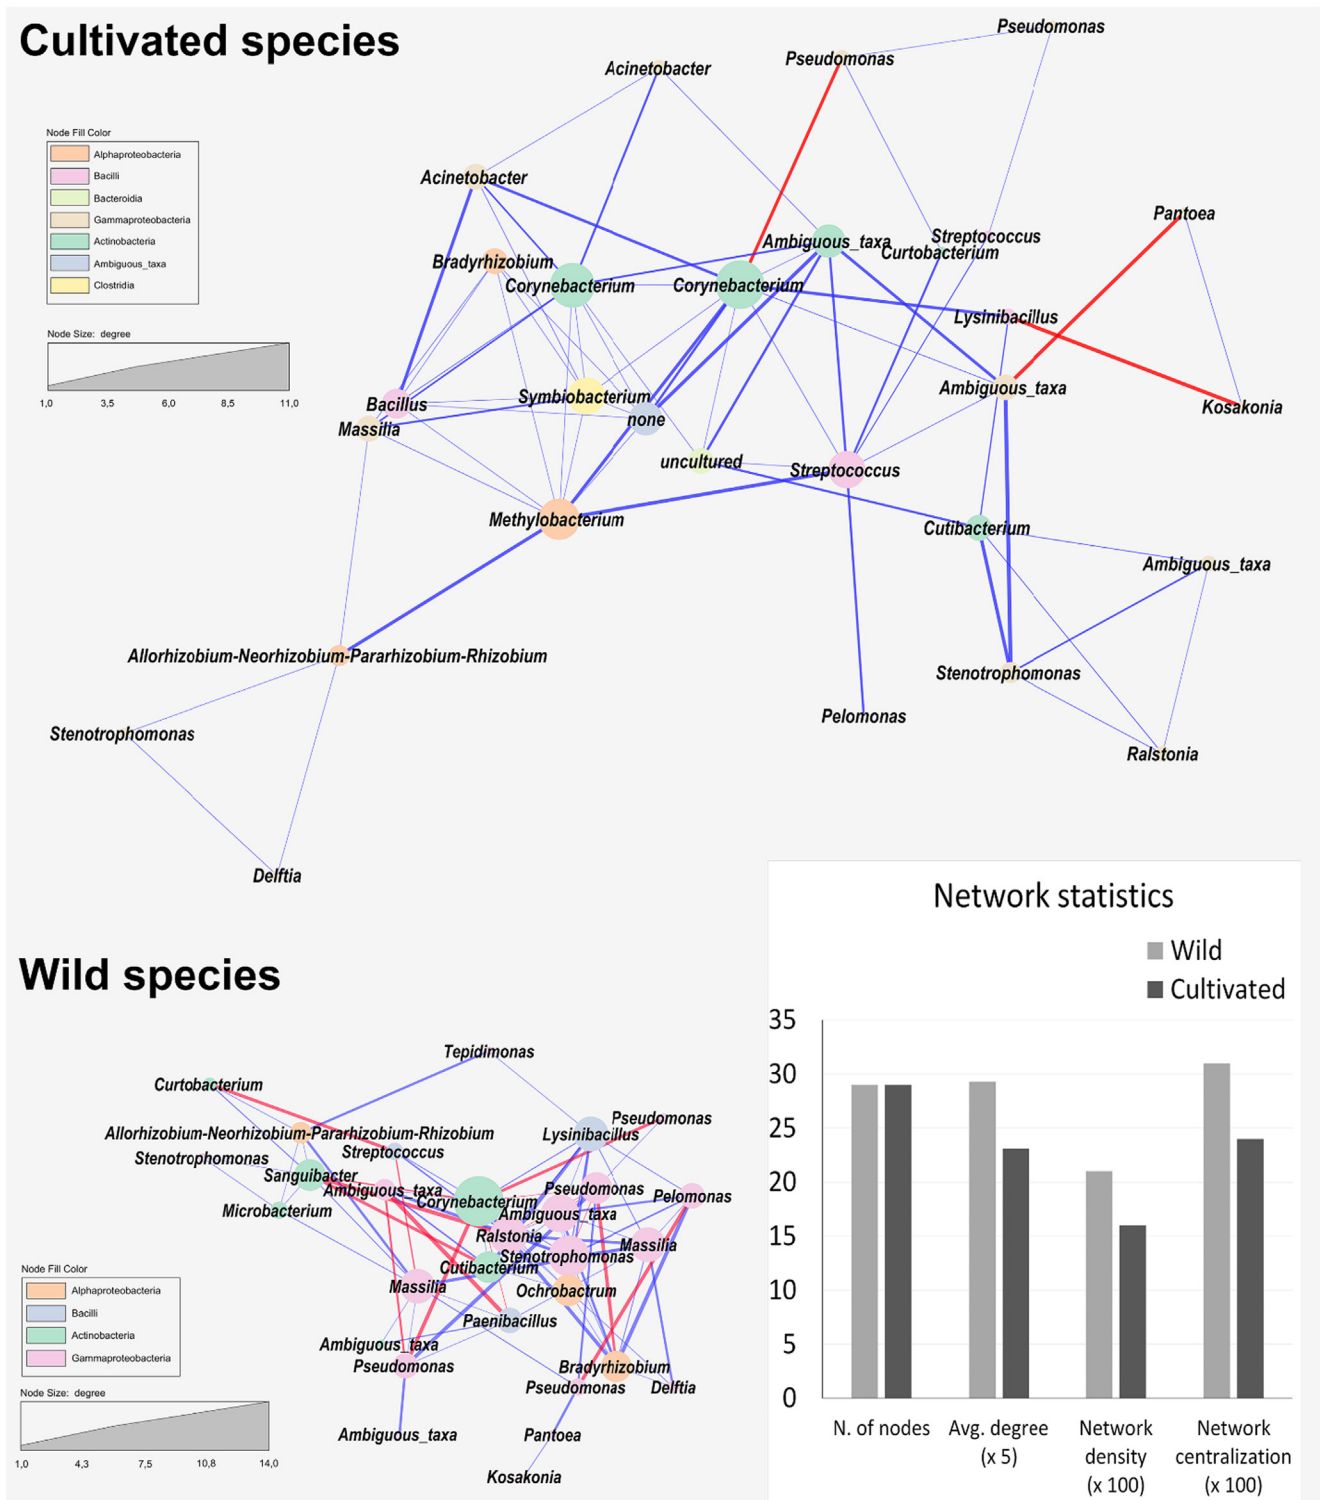 Cultivated species
Pseudomonas
Pseudomonas
Acinetobacter
Node Fill Color
Alphaproteobacteria
Bacilli
Bacteroidia
Gammaproteobacteria
Actinobacteria
Ambiguous_taxa
Clostridia
Node Size: degree
1,0 3,5 6,0 8,5 11,0
Acinetobacter
Pantoea
Ambiguous_taxa
Streptococcus
Curtobacterium
Bradyrhizobium
Corynebacterium
Corynebacterium
Lysinibacillus
Ambiguous_taxa
Symbiobacterium
Bacillus
Kosakonia
none
Massilia
uncultured
Streptococcus
Methylobacterium
Cutibacterium
Ambiguous_taxa
Allorhizobium-Neorhizobium-Pararhizobium-Rhizobium
Stenotrophomonas
Pelomonas
Stenotrophomonas
Ralstonia
Delftia
Wild species
Tepidimonas
Curtobacterium
Pseudomonas
Allorhizobium-Neorhizobium-Pararhizobium-Rhizobium
Lysinibacillus
Streptococcus
Stenotrophomonas
Sanguibacter
Ambiguous_taxa
Pseudomonas
Pelomonas
Corynebacterium
Microbacterium
Ambiguous_taxa
Ralstonia
Massilia
Stenotrophomonas
Cutibacterium
Massilia
Ochrobactrum
Paenibacillus
Ambiguous_taxa
Pseudomonas
Bradyrhizobium
Pseudomonas
Delftia
Ambiguous_taxa
Pantoea
Kosakonia
Node Fill Color
Alphaproteobacteria
Bacilli
Actinobacteria
Gammaproteobacteria
Node Size: degree
1,0 4,3 7,5 10,8 14,0
Network statistics
Wild
Cultivated
35
30
25
20
15
10
5
0
N. of nodes Avg. degree Network Network
(x 5) density centralization
(x 100) (x 100)